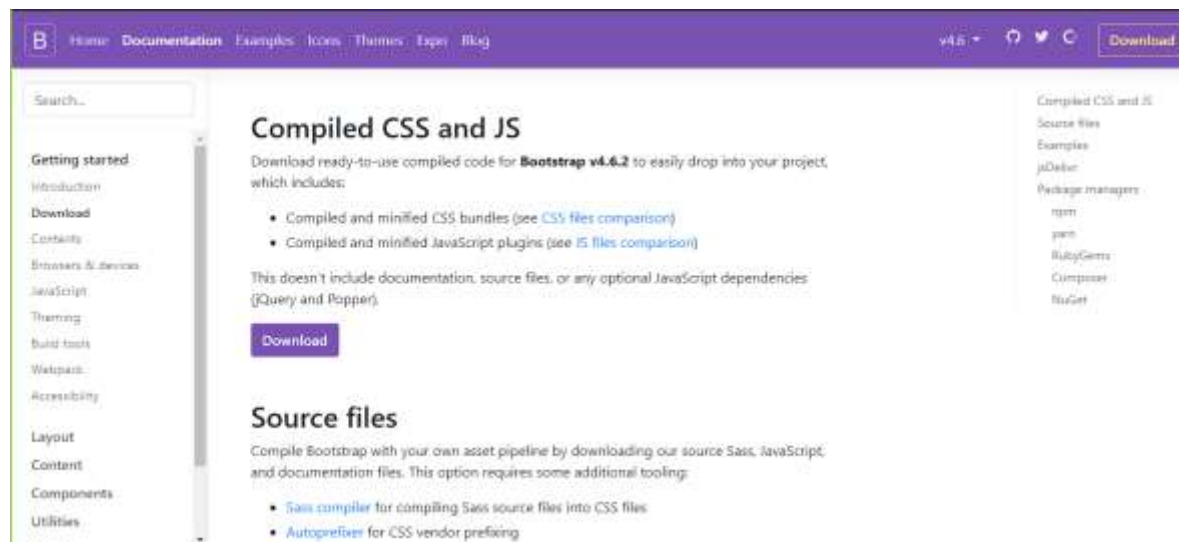 B Home Documentation Examples Icons Themes Expo Blog v4.6 Download
Search...
Getting started
Introduction
Download
Contents
Browsers & devices
JavaScript
Theming
Build tools
Webpack
Accessibility
Layout
Content
Components
Utilities
Compiled CSS and JS
Download ready-to-use compiled code for Bootstrap v4.6.2 to easily drop into your project,
which includes:
• Compiled and minified CSS bundles (see CSS files comparison)
• Compiled and minified JavaScript plugins (see JS files comparison)
This doesn't include documentation, source files, or any optional JavaScript dependencies
(jQuery and Popper).
Download
Source files
Compile Bootstrap with your own asset pipeline by downloading our source Sass, JavaScript,
and documentation files. This option requires some additional tooling:
• Sass compiler for compiling Sass source files into CSS files
• Autoprefixer for CSS vendor prefixing
Compiled CSS and JS
Source files
Examples
jsDelivr
Package managers
npm
yarn
RubyGems
Composer
NuGet